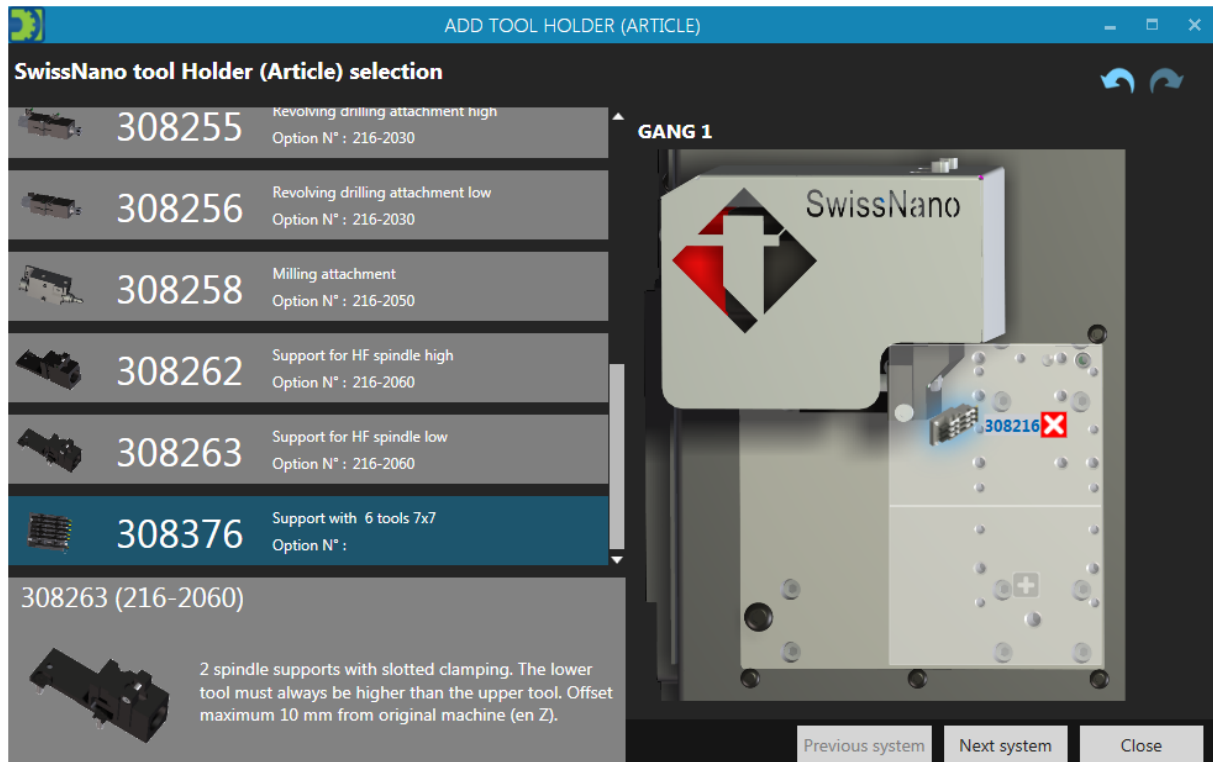 ADD TOOL HOLDER (ARTICLE)
SwissNano tool Holder (Article) selection
308255
Revolving drilling attachment high
Option N° : 216-2030
308256
Revolving drilling attachment low
Option N° : 216-2030
308258
Milling attachment
Option N° : 216-2050
308262
Support for HF spindle high
Option N° : 216-2060
308263
Support for HF spindle low
Option N° : 216-2060
308376
Support with 6 tools 7x7
Option N° :
308263 (216-2060)
2 spindle supports with slotted clamping. The lower
tool must always be higher than the upper tool. Offset
maximum 10 mm from original machine (en Z).
GANG 1
SwissNano
308216
Previous system
Next system
Close